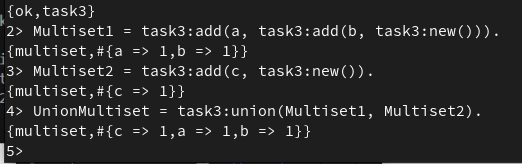 {ok,task3}
2> Multiset1 = task3:add(a, task3:add(b, task3:new())).
{multiset,#{a => 1,b => 1}}
3> Multiset2 = task3:add(c, task3:new()).
{multiset,#{c => 1}}
4> UnionMultiset = task3:union(Multiset1, Multiset2).
{multiset,#{c => 1,a => 1,b => 1}}
5>